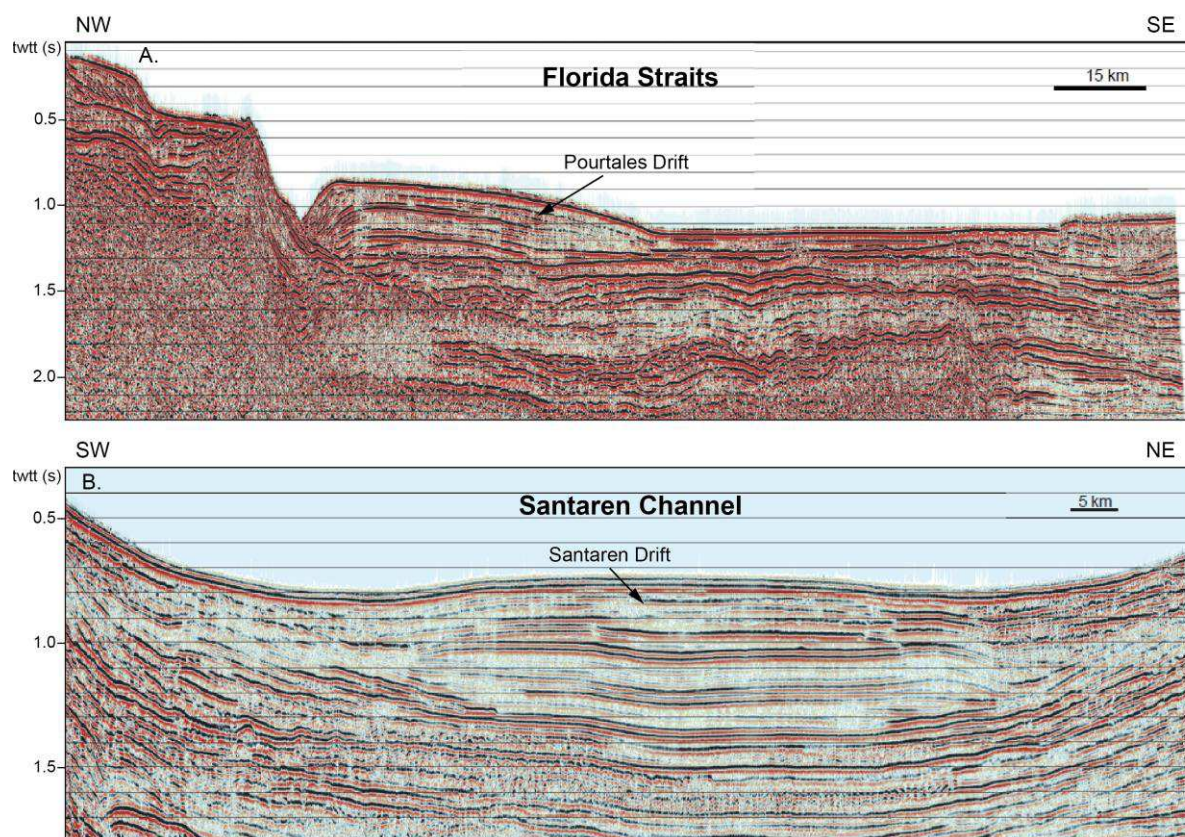 NW SE
twtt (s) A.
Florida Straits
15 km
0.5
Pourtales Drift
1.0
1.5
2.0
SW NE
twtt (s) B.
Santaren Channel
5 km
0.5
Santaren Drift
1.0
1.5